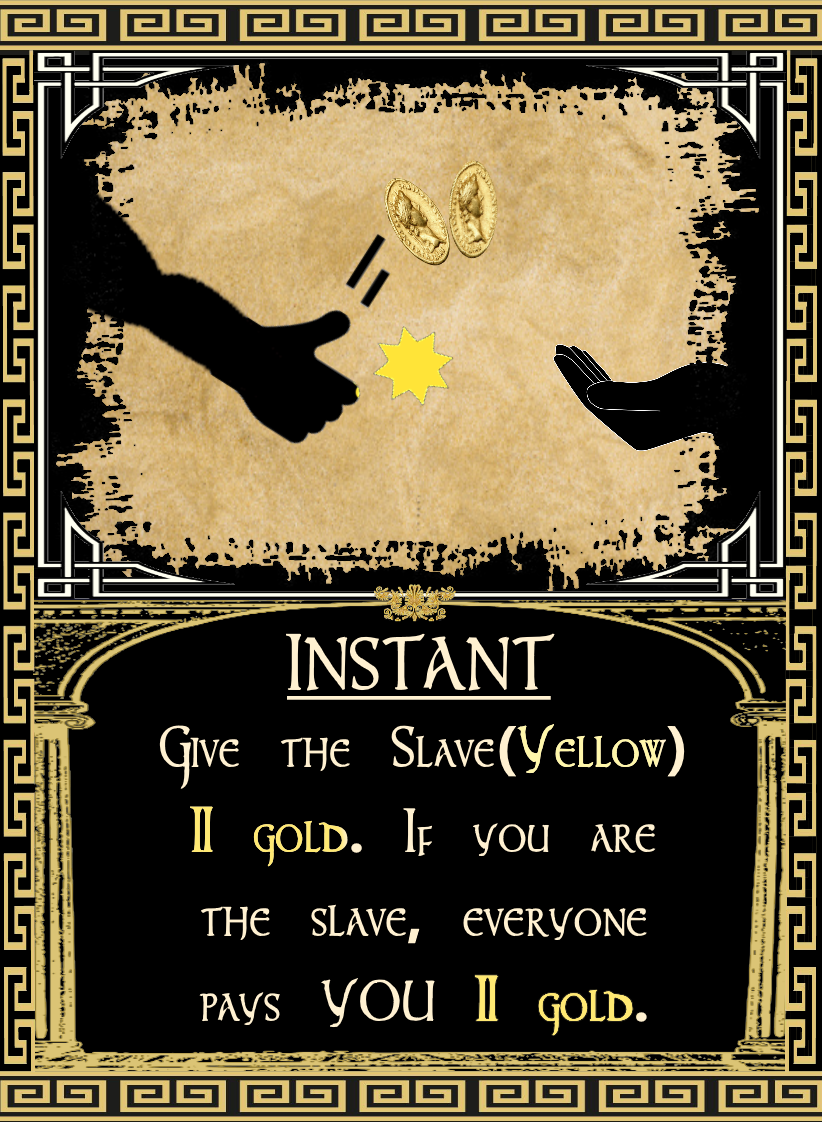 Instant
Give the Slave(Yellow)
II gold. If you are
the slave, everyone
pays YOU II gold.